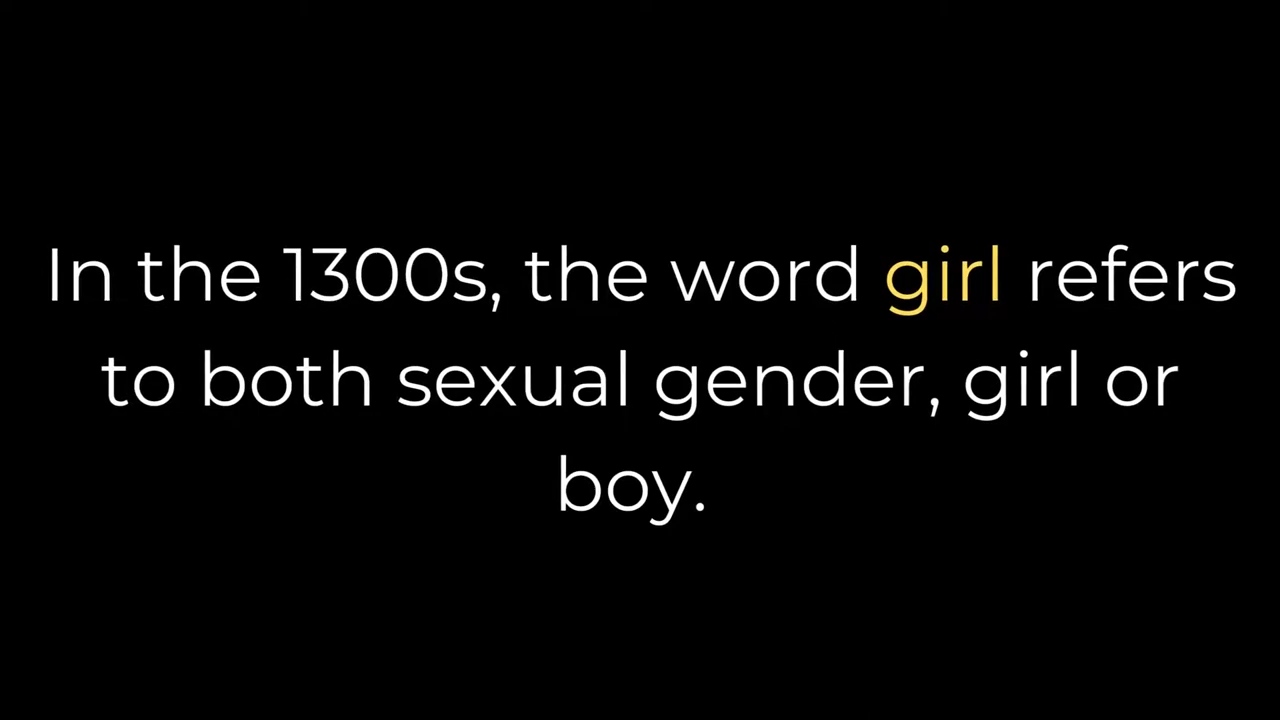 In the 1300s, the word girl refers
to both sexual gender, girl or
boy.